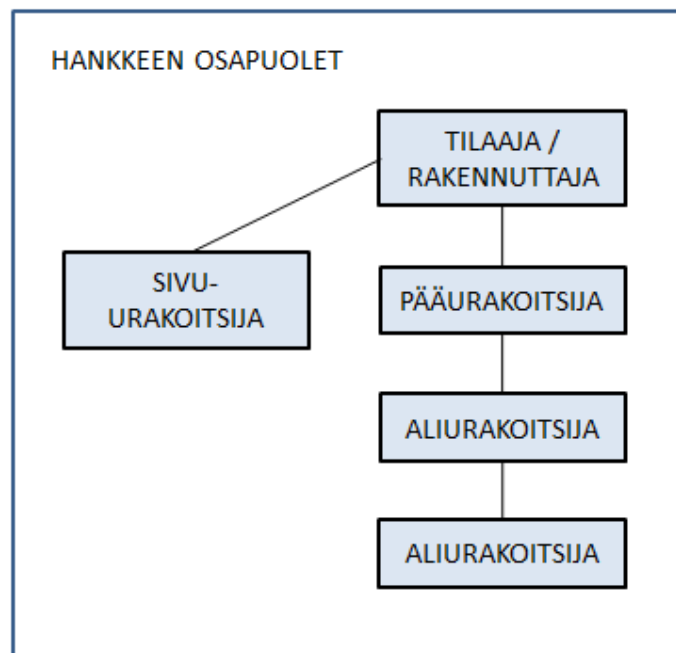 HANKKEEN OSAPUOLET
TILAAJA /
RAKENNUTTAJA
SIVU-
URAKOITSIJA
PÄÄURAKOITSIJA
ALIURAKOITSIJA
ALIURAKOITSIJA